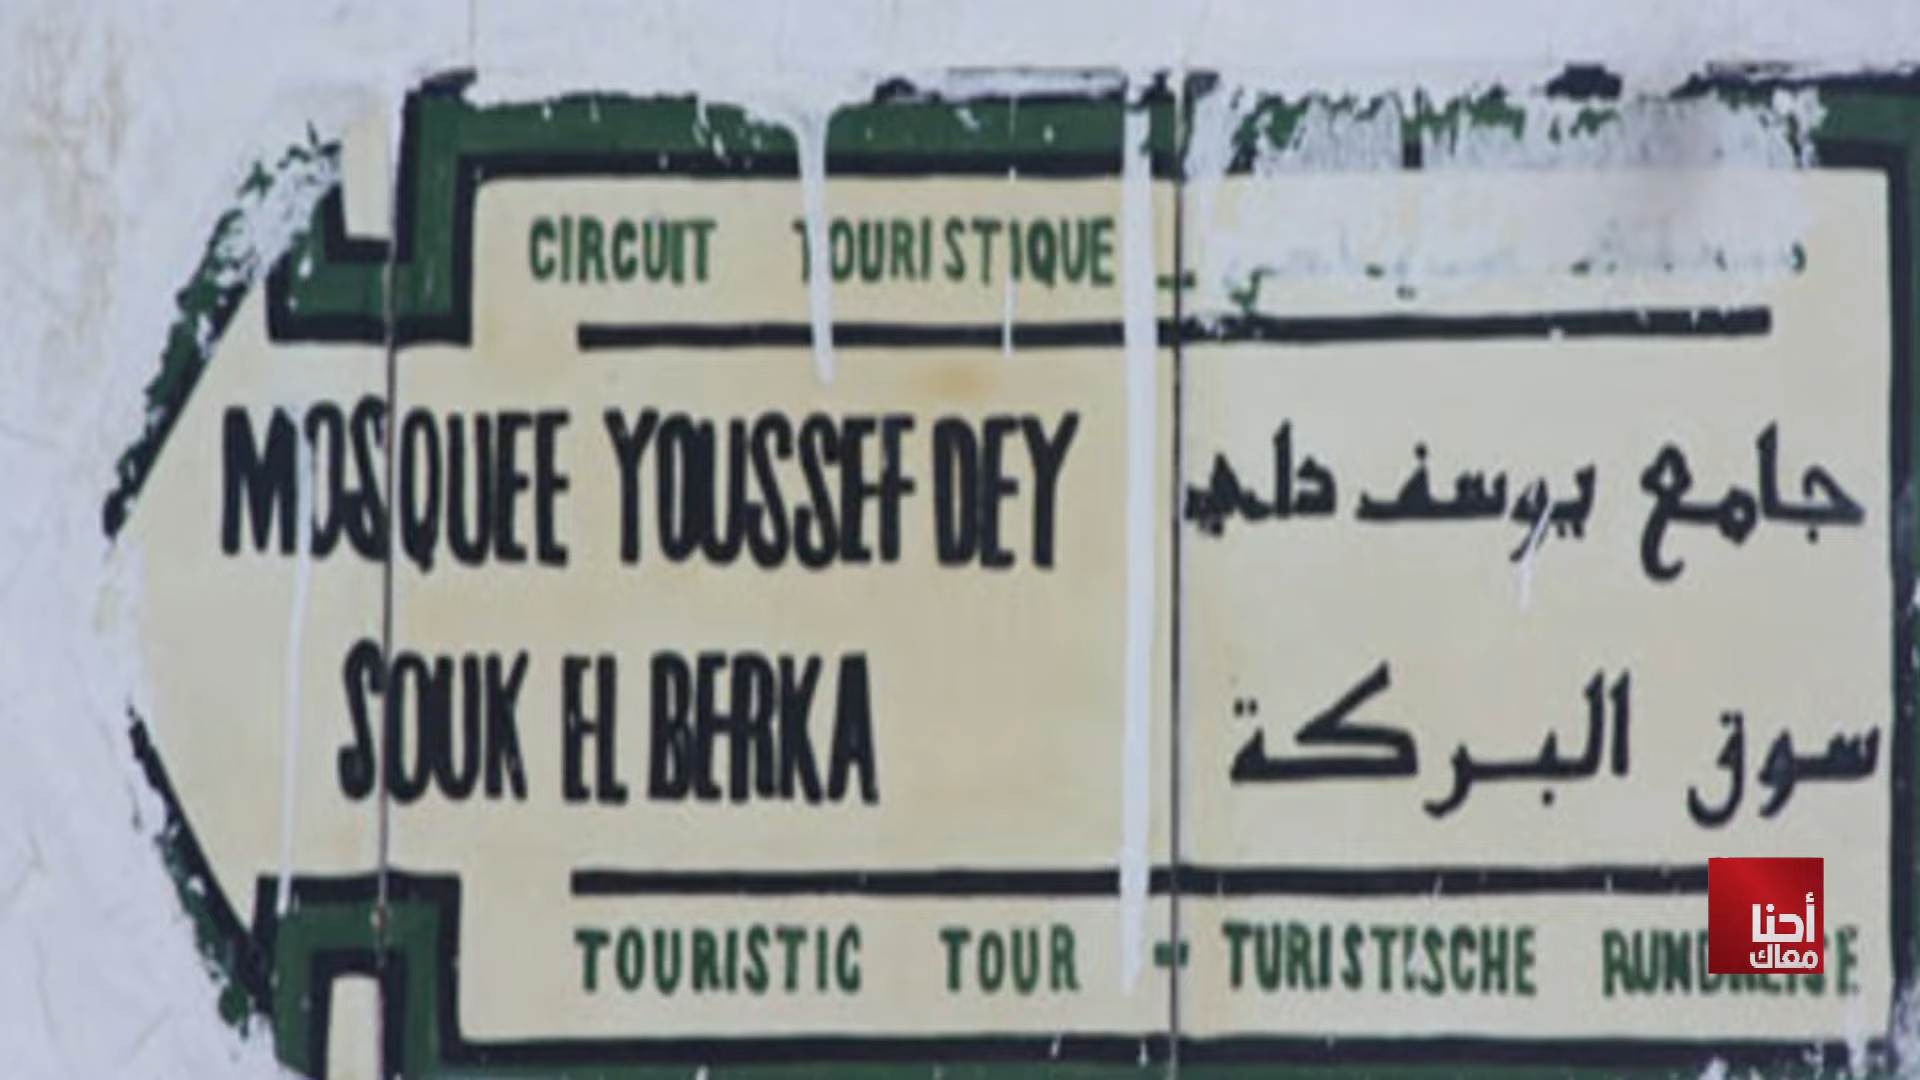 CIRCUIT TOURISTIQUE _
MOSQUEE YOUSSEF DEY جامع يوسف داي
SOUK EL BERKA سوق البركة
TOURISTIC TOUR - TURISTISCHE RUNDREISE
أحنا
معاك